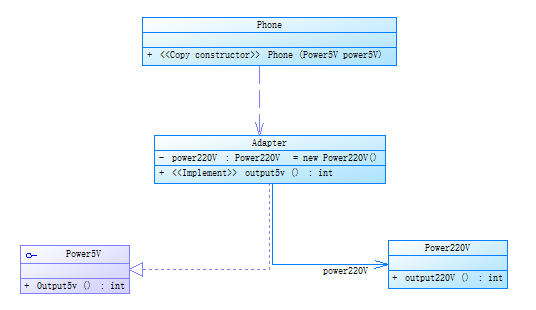 Phone
+ <<Copy constructor>> Phone (Power5V power5V)
Adapter
- power220V : Power220V = new Power220V()
+ <<Implement>> output5v () : int
Power5V
+ Output5v () : int
power220V
Power220V
+ output220V () : int